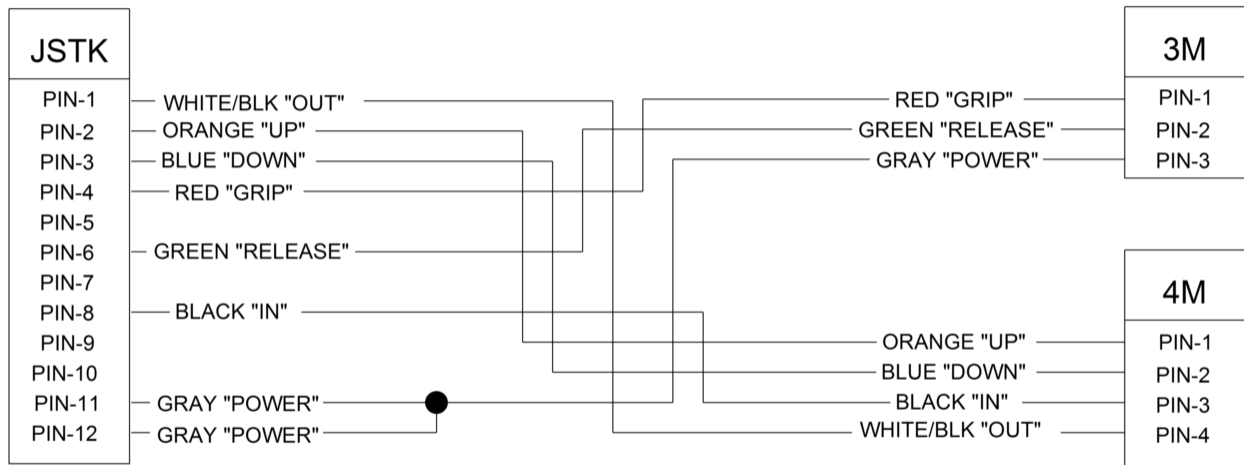 JSTK
PIN-1 WHITE/BLK "OUT"
PIN-2 ORANGE "UP"
PIN-3 BLUE "DOWN"
PIN-4 RED "GRIP"
PIN-5
PIN-6 GREEN "RELEASE"
PIN-7
PIN-8 BLACK "IN"
PIN-9
PIN-10
PIN-11 GRAY "POWER"
PIN-12 GRAY "POWER"
3M
RED "GRIP" PIN-1
GREEN "RELEASE" PIN-2
GRAY "POWER" PIN-3
4M
ORANGE "UP" PIN-1
BLUE "DOWN" PIN-2
BLACK "IN" PIN-3
WHITE/BLK "OUT" PIN-4